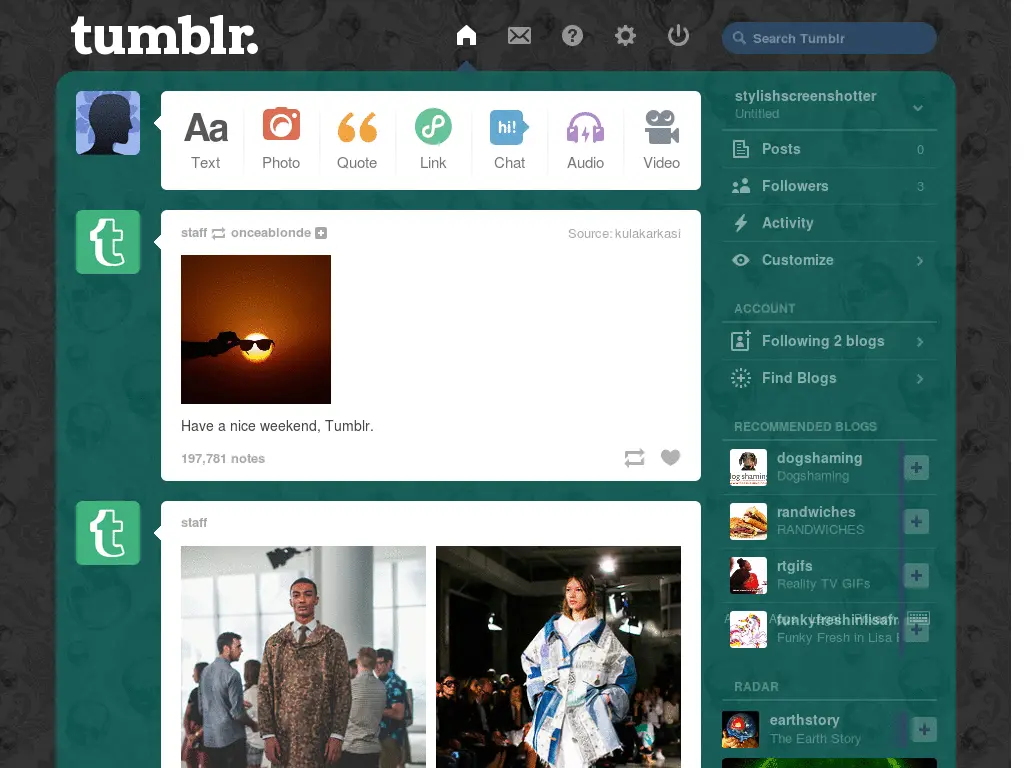 tumblr.
Search Tumblr
Aa
hi!
Text
Photo
Quote
Link
Chat
Audio
Video
staff onceablonde
Source: kulakarkasi
Have a nice weekend, Tumblr.
197,781 notes
staff
stylishscreenshotter
Untitled
Posts 0
Followers 3
Activity
Customize
ACCOUNT
Following 2 blogs
Find Blogs
RECOMMENDED BLOGS
dogshaming
Dogshaming
randwiches
RANDWICHES
rtgifs
Reality TV GIFs
Funky Fresh in Lisa
RADAR
earthstory
The Earth Story